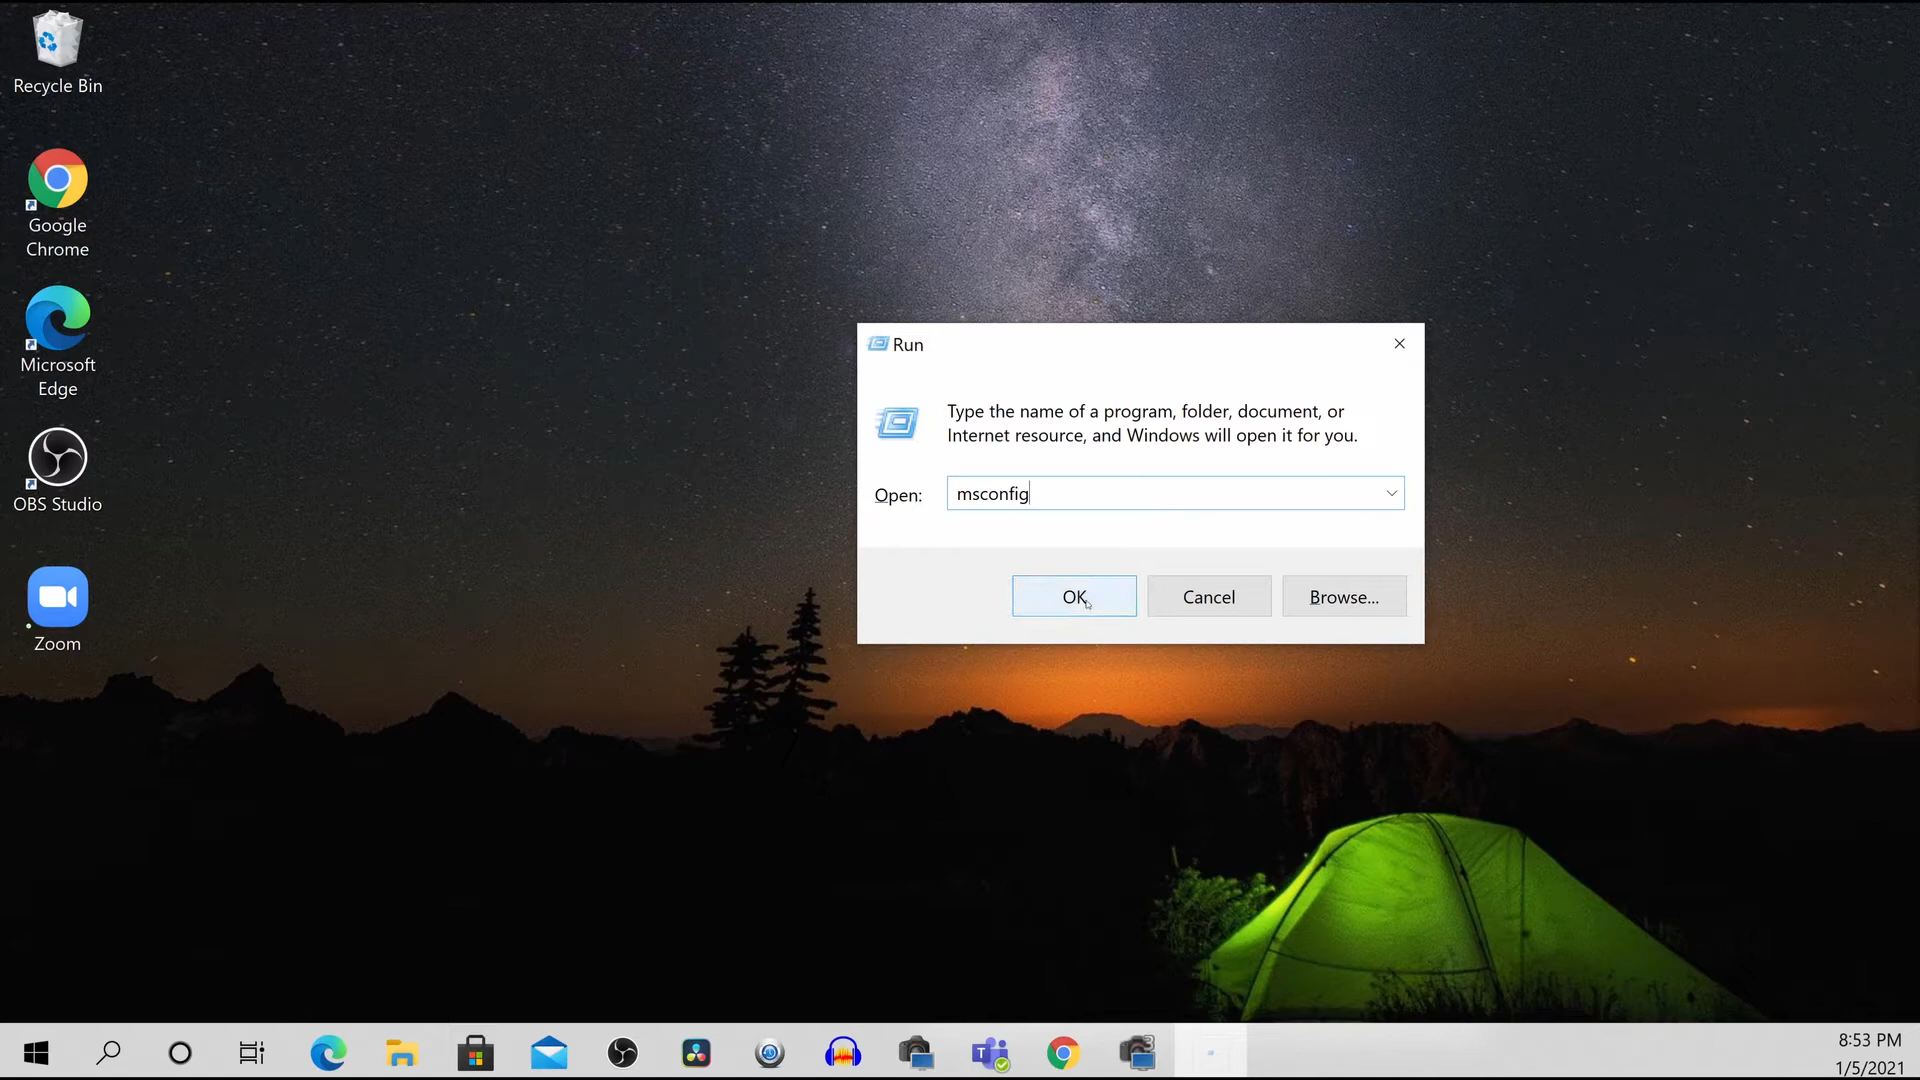 Recycle Bin
Google
Chrome
Microsoft
Edge
OBS Studio
Zoom
Run
Type the name of a program, folder, document, or
Internet resource, and Windows will open it for you.
Open:
msconfig
OK
Cancel
Browse...
T
3
8:53 PM
1/5/2021